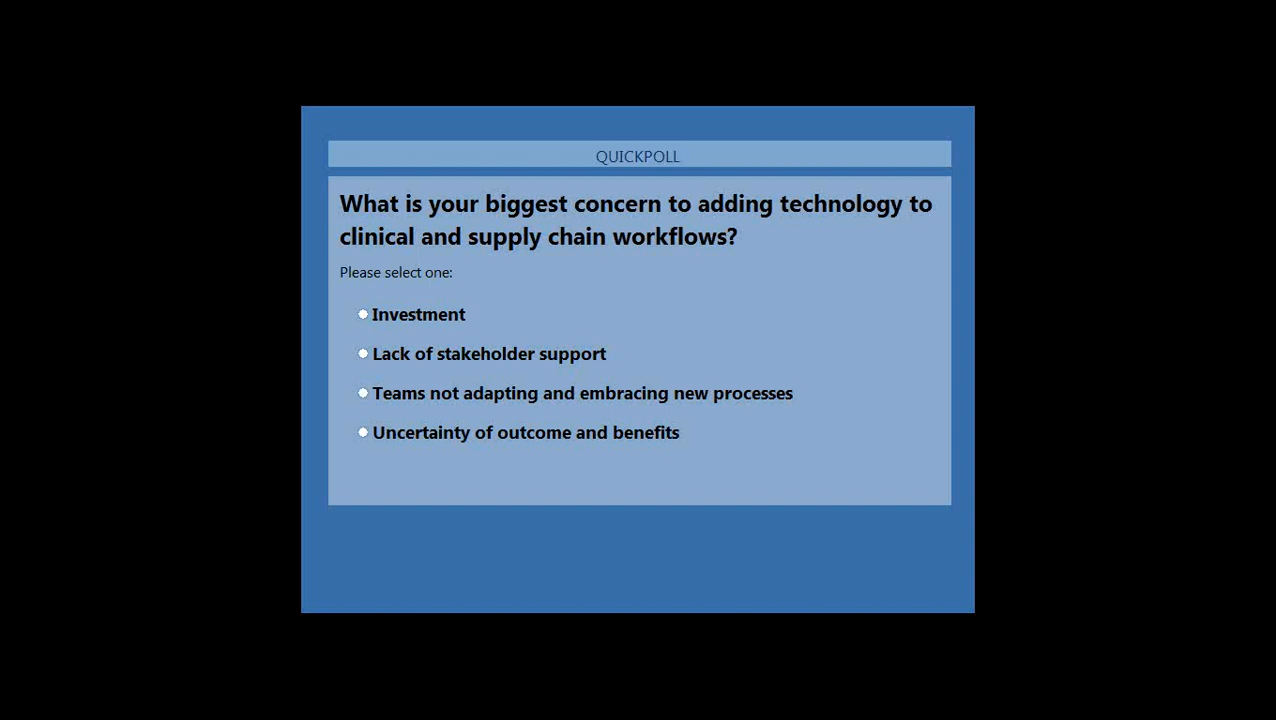 QUICKPOLL
What is your biggest concern to adding technology to
clinical and supply chain workflows?
Please select one:
Investment
Lack of stakeholder support
Teams not adapting and embracing new processes
Uncertainty of outcome and benefits